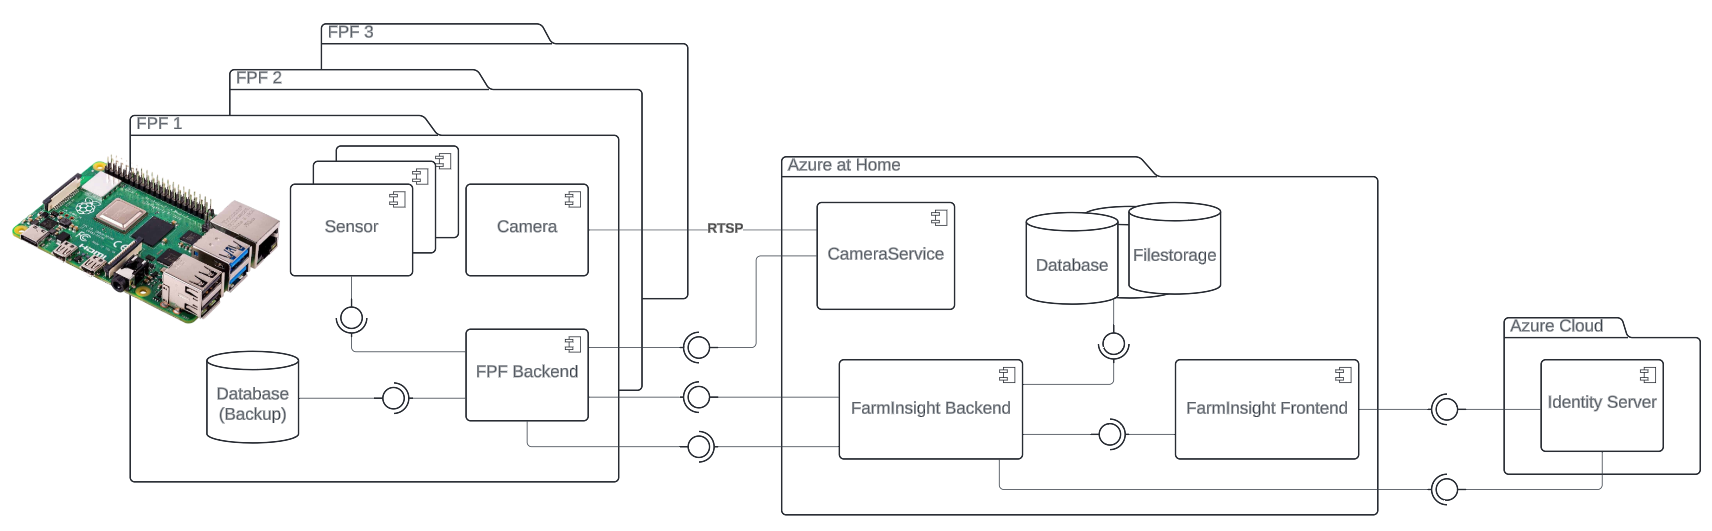 FPF 3
FPF 2
FPF 1
Sensor
Camera
RTSP
Database
(Backup)
FPF Backend
Azure at Home
CameraService
Database
Filestorage
FarmInsight Backend
FarmInsight Frontend
Azure Cloud
Identity Server
HDMI